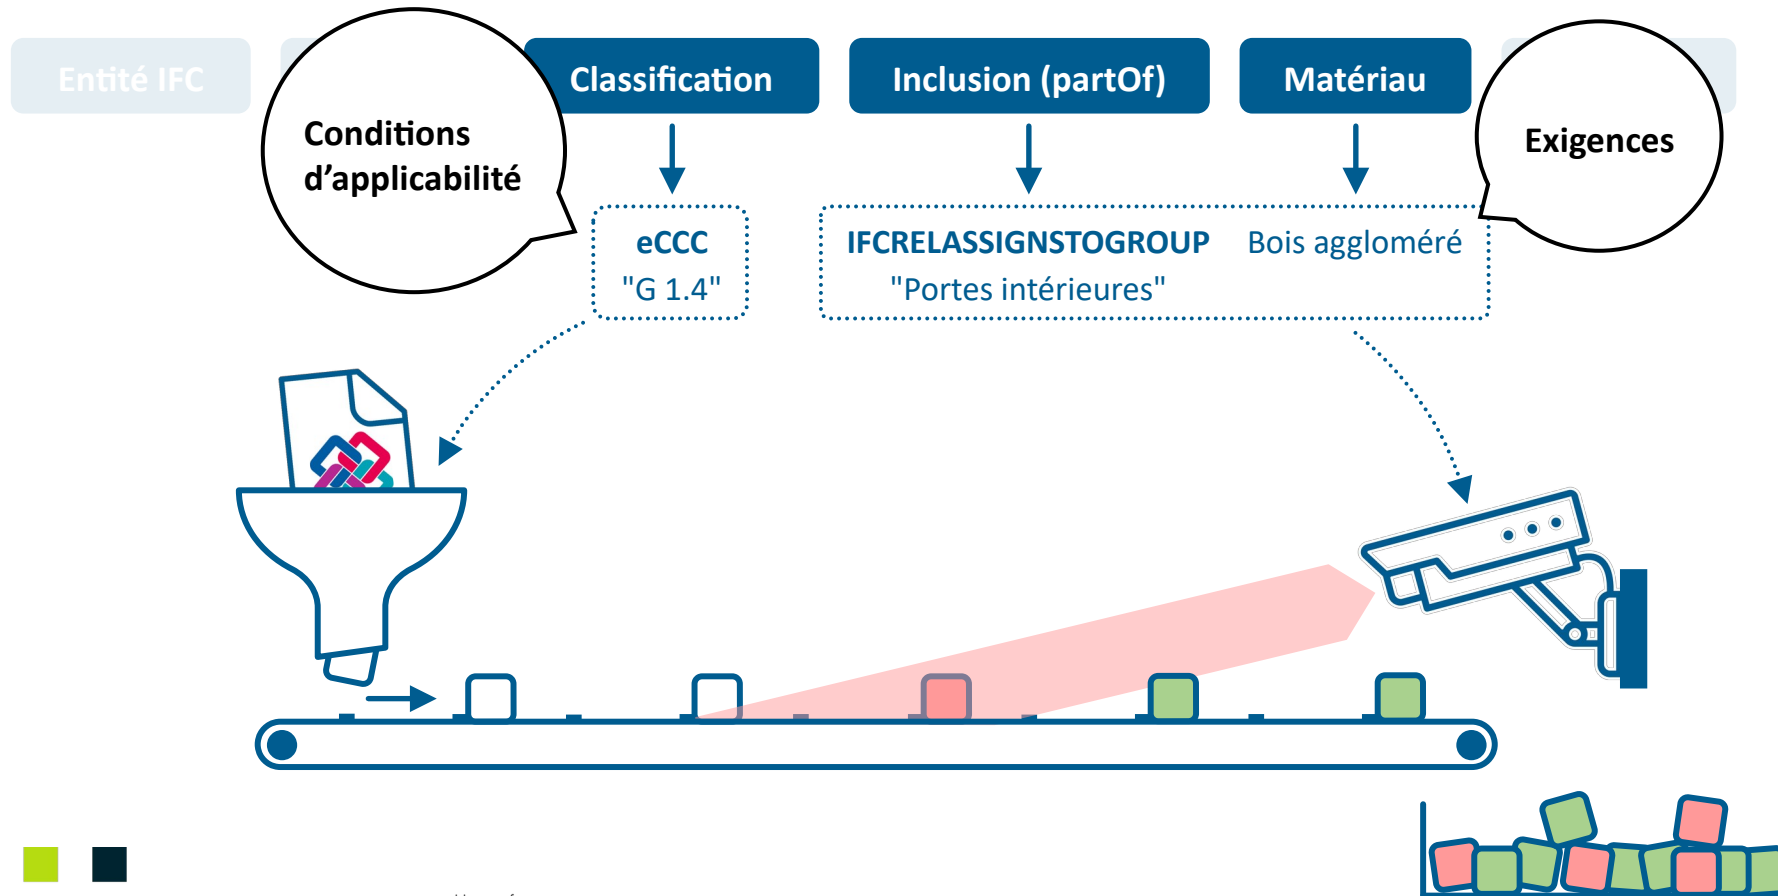 Entité IFC
Classification
Inclusion (partOf)
Matériau
Conditions
d'applicabilité
Exigences
eCCC
"G 1.4"
IFCRELASSIGNSTOGROUP
"Portes intérieures"
Bois aggloméré